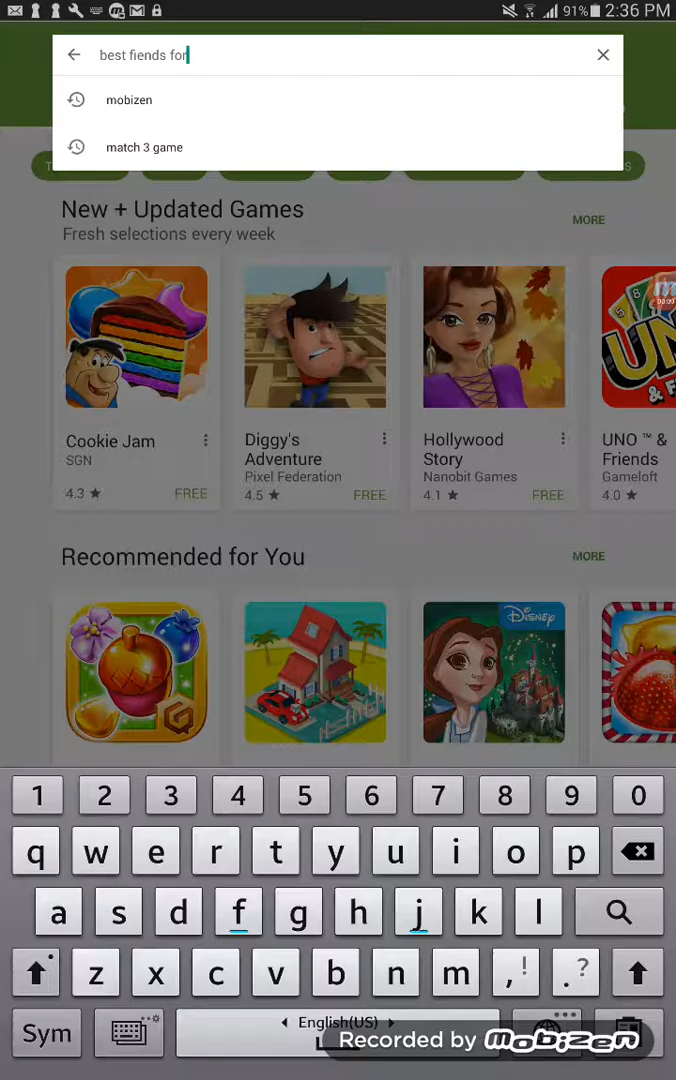 91% 2:36 PM
best fiends for
mobizen
match 3 game
New + Updated Games
MORE
Fresh selections every week
Cookie Jam
SGN
4.3 ★ FREE
Diggy's
Adventure
Pixel Federation
4.5 ★ FREE
Hollywood
Story
Nanobit Games
4.1 ★ FREE
UNO ™ &
Friends
Gameloft
4.0 ★
Recommended for You
MORE
Disney
1 2 3 4 5 6 7 8 9 0
q w e r t y u i o p
a s d f g h j k l
z x c v b n m , ! . ?
Sym
English(US)
Recorded by mobizen